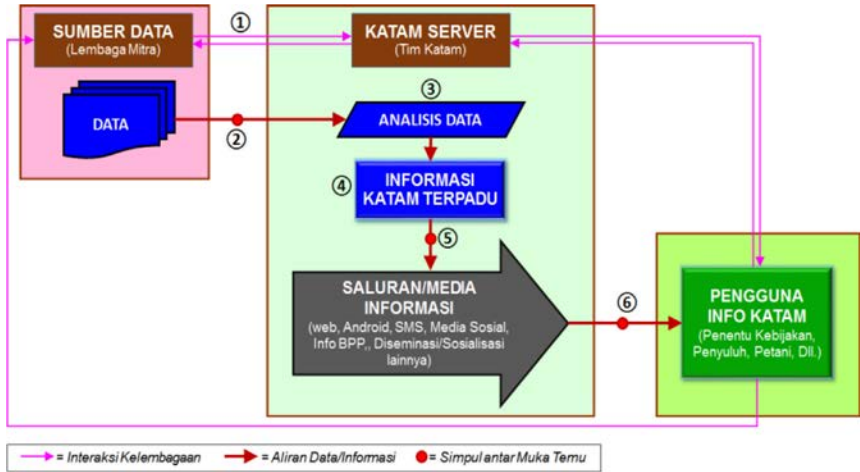 SUMBER DATA
(Lembaga Mitra)
①
KATAM SERVER
(Tim Katam)
DATA
②
③
ANALISIS DATA
④
INFORMASI
KATAM TERPADU
⑤
SALURAN/MEDIA
INFORMASI
(web, Android, SMS, Media Sosial,
Info BPP,, Diseminasi/Sosialisasi
lainya)
⑥
PENGGUNA
INFO KATAM
(Penentu Kebijakan,
Penyuluh, Petani, Dll.)
= Interaksi Kelembagaan
= Aliran Data/Informasi
= Simpul antar Muka Temu